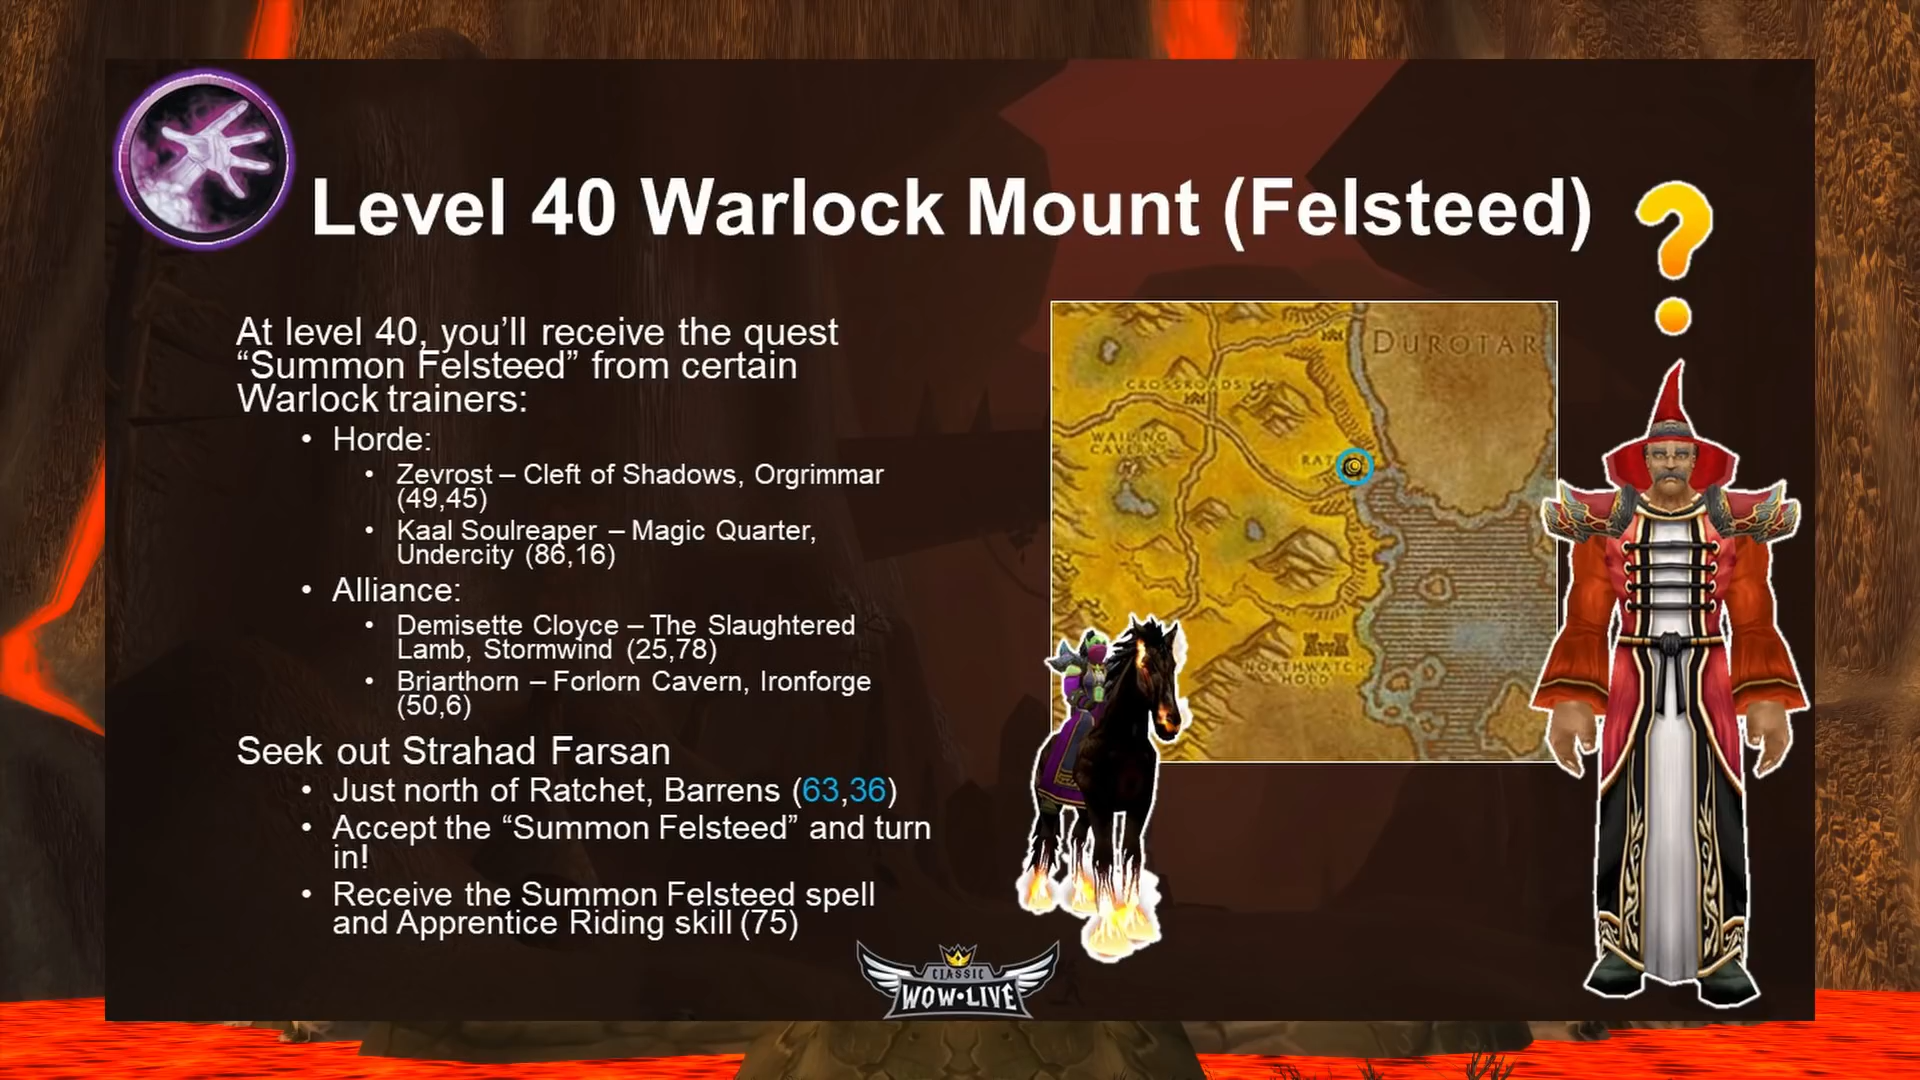 Level 40 Warlock Mount (Felsteed)
At level 40, you’ll receive the quest
“Summon Felsteed” from certain
Warlock trainers:
• Horde:
• Zevrost – Cleft of Shadows, Orgrimmar
(49,45)
• Kaal Soulreaper – Magic Quarter,
Undercity (86,16)
• Alliance:
• Demisette Cloyce – The Slaughtered
Lamb, Stormwind (25,78)
• Briarthorn – Forlorn Cavern, Ironforge
(50,6)
Seek out Strahad Farsan
• Just north of Ratchet, Barrens (63,36)
• Accept the “Summon Felsteed” and turn
in!
• Receive the Summon Felsteed spell
and Apprentice Riding skill (75)
DUROTAR
CROSSROADS
WAILING
CAVERNS
NORTHWATCH
HOLD
CLASSIC
WOW•LIVE